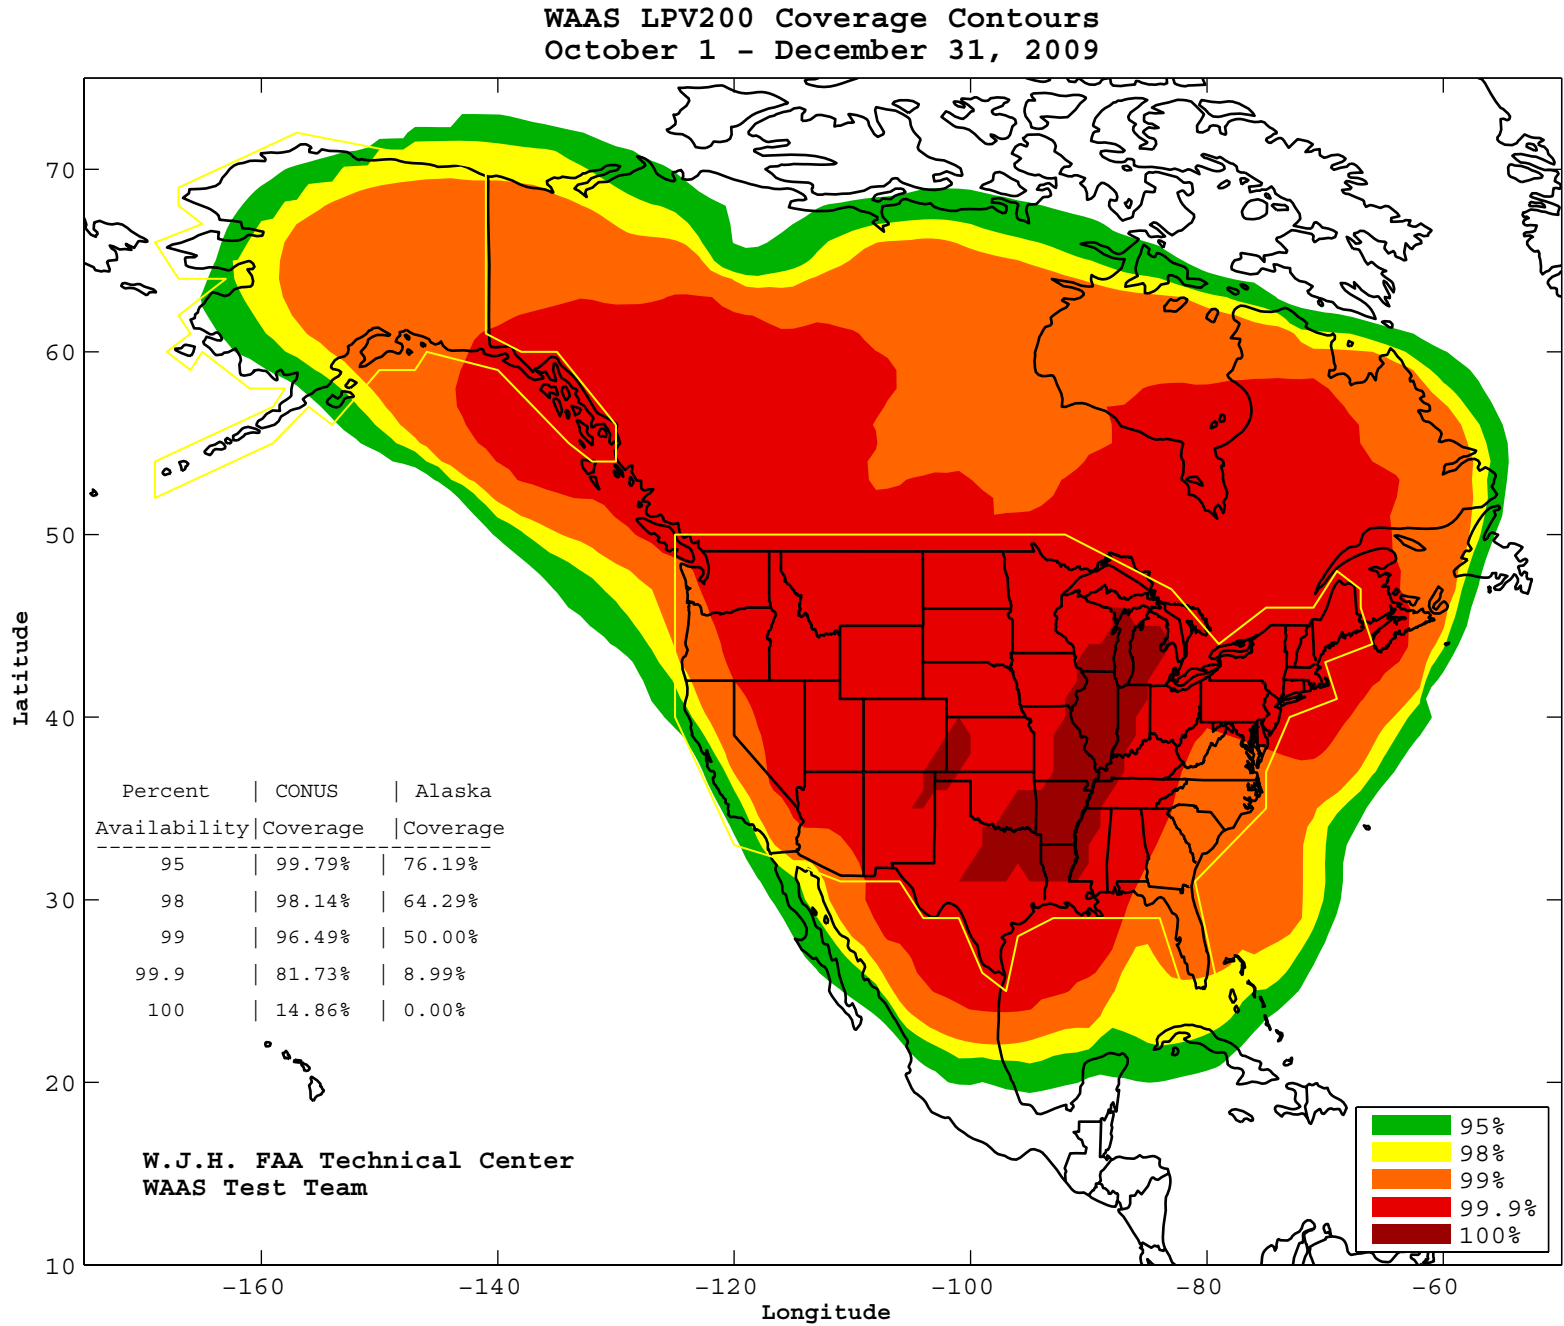 WAAS LPV200 Coverage Contours
October 1 – December 31, 2009
70
60
50
40
30
20
10
Latitude
Percent | CONUS | Alaska
Availability|Coverage |Coverage
-------------------------------
95 | 99.79% | 76.19%
98 | 98.14% | 64.29%
99 | 96.49% | 50.00%
99.9 | 81.73% | 8.99%
100 | 14.86% | 0.00%
W.J.H. FAA Technical Center
WAAS Test Team
95%
98%
99%
99.9%
100%
−160 −140 −120 −100 −80 −60
Longitude